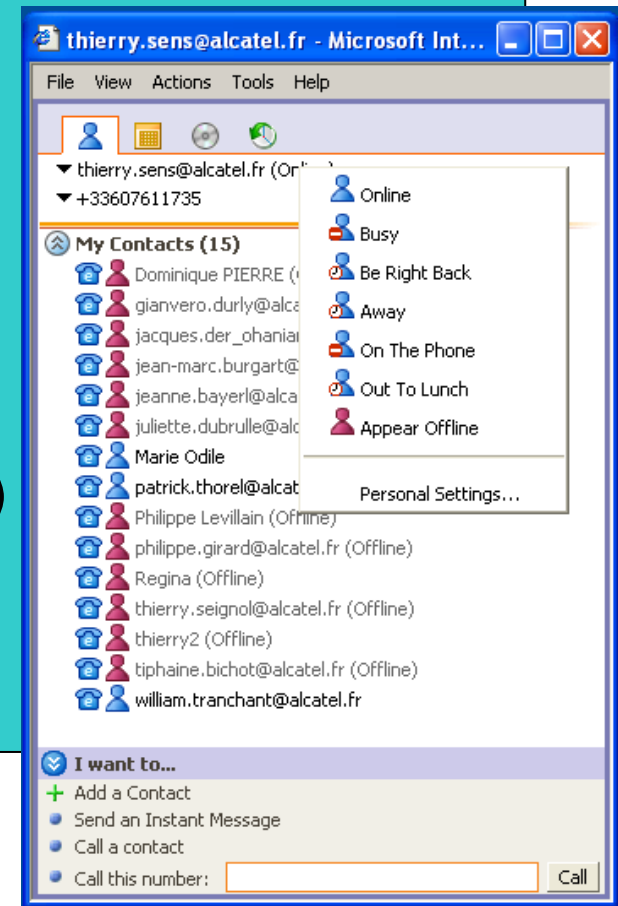 thierry.sens@alcatel.fr - Microsoft Int...
File View Actions Tools Help
thierry.sens@alcatel.fr
+33607611735
Online
Busy
Be Right Back
Away
On The Phone
Out To Lunch
Appear Offline
Personal Settings...
My Contacts (15)
Dominique PIERRE
gianvero.durly@alca
jacques.der_ohania
jean-marc.burgart@
jeanne.bayerl@alca
juliette.dubrulle@alc
Marie Odile
patrick.thorel@alcat
Philippe Levillain (Offline)
philippe.girard@alcatel.fr (Offline)
Regina (Offline)
thierry.seignol@alcatel.fr (Offline)
thierry2 (Offline)
tiphaine.bichot@alcatel.fr (Offline)
william.tranchant@alcatel.fr
I want to...
Add a Contact
Send an Instant Message
Call a contact
Call this number: Call